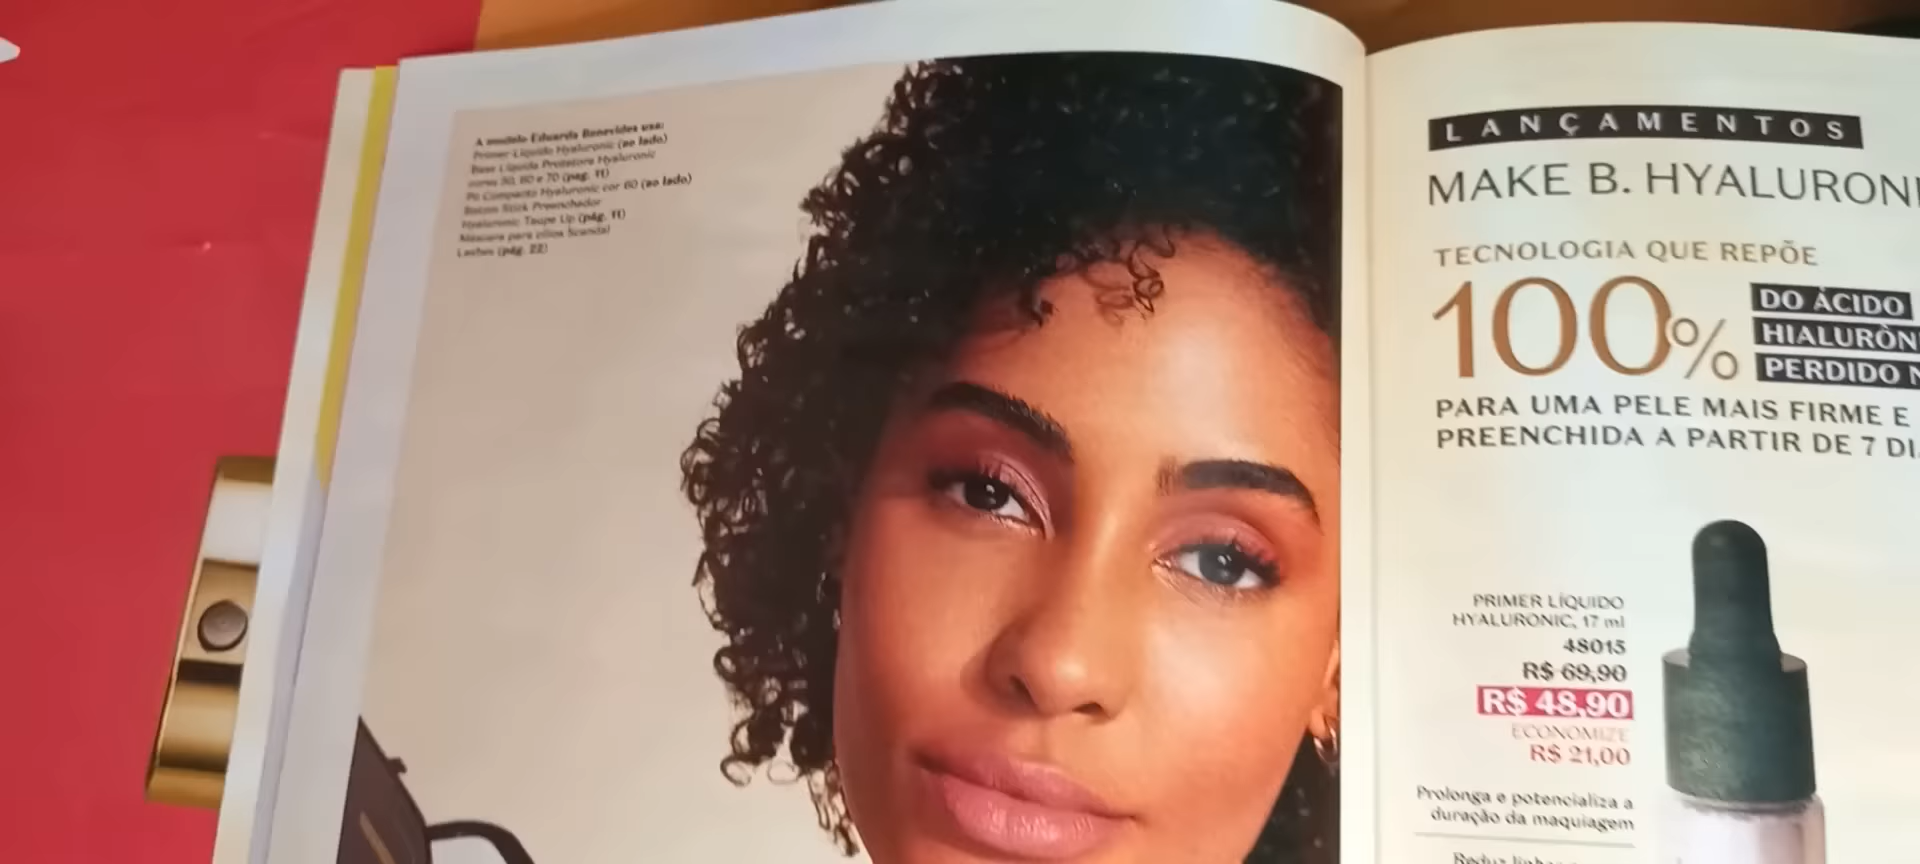 A modelo Eduarda Benevides usa:
Primer Líquido Hyaluronic (ao lado)
Base Líquida Protetora Hyaluronic
cores 50, 60 e 70 (pág. 11)
Pó Compacto Hyaluronic cor 60 (ao lado)
Batom Stick Preenchedor
Hyaluronic Taupe Up (pág. 11)
Máscara para cílios Scandal
Lashes (pág. 22)
LANÇAMENTOS
MAKE B. HYALURONI
TECNOLOGIA QUE REPÕE
100%
DO ÁCIDO
HIALURÔN
PERDIDO N
PARA UMA PELE MAIS FIRME E
PREENCHIDA A PARTIR DE 7 DI
PRIMER LÍQUIDO
HYALURONIC, 17 ml
48015
R$ 69,90
R$ 48,90
ECONOMIZE
R$ 21,00
Prolonga e potencializa a
duração da maquiagem
Reduz